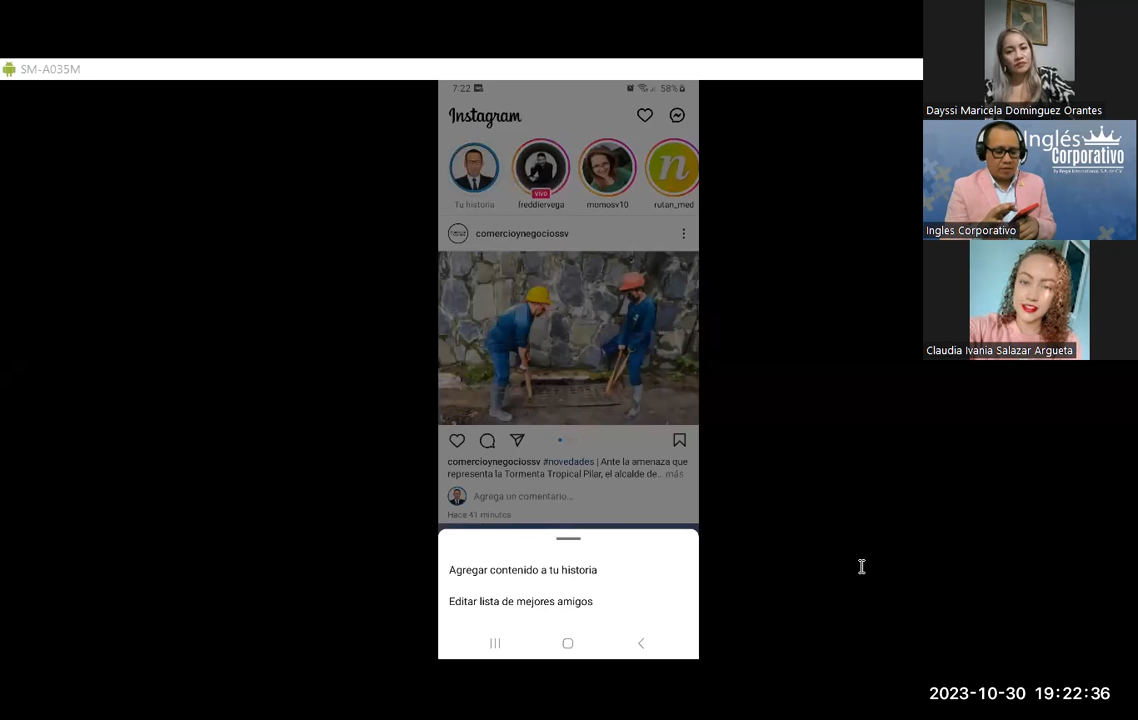 SM-A035M
7:22
58%
Instagram
Tu historia
VIVO
freddiervega
momosv10
rutan_med
comercioynegociossv
comercioynegociossv #novedades | Ante la amenaza que
representa la Tormenta Tropical Pilar, el alcalde de... más
Agrega un comentario...
Hace 41 minutos
Agregar contenido a tu historia
Editar lista de mejores amigos
Dayssi Maricela Dominguez Orantes
Inglés
Corporativo
Ingles Corporativo
Claudia Ivania Salazar Argueta
2023-10-30 19:22:36